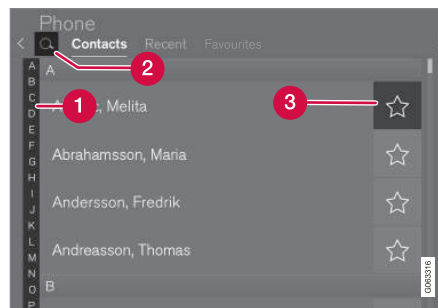 Phone
Contacts Recent Favourites
2
A
B
C
D
E
F
G
H
I
J
K
L
M
N
O
P
A
1
, Melita
3
Abrahamsson, Maria
Andersson, Fredrik
Andreasson, Thomas
B
G063316